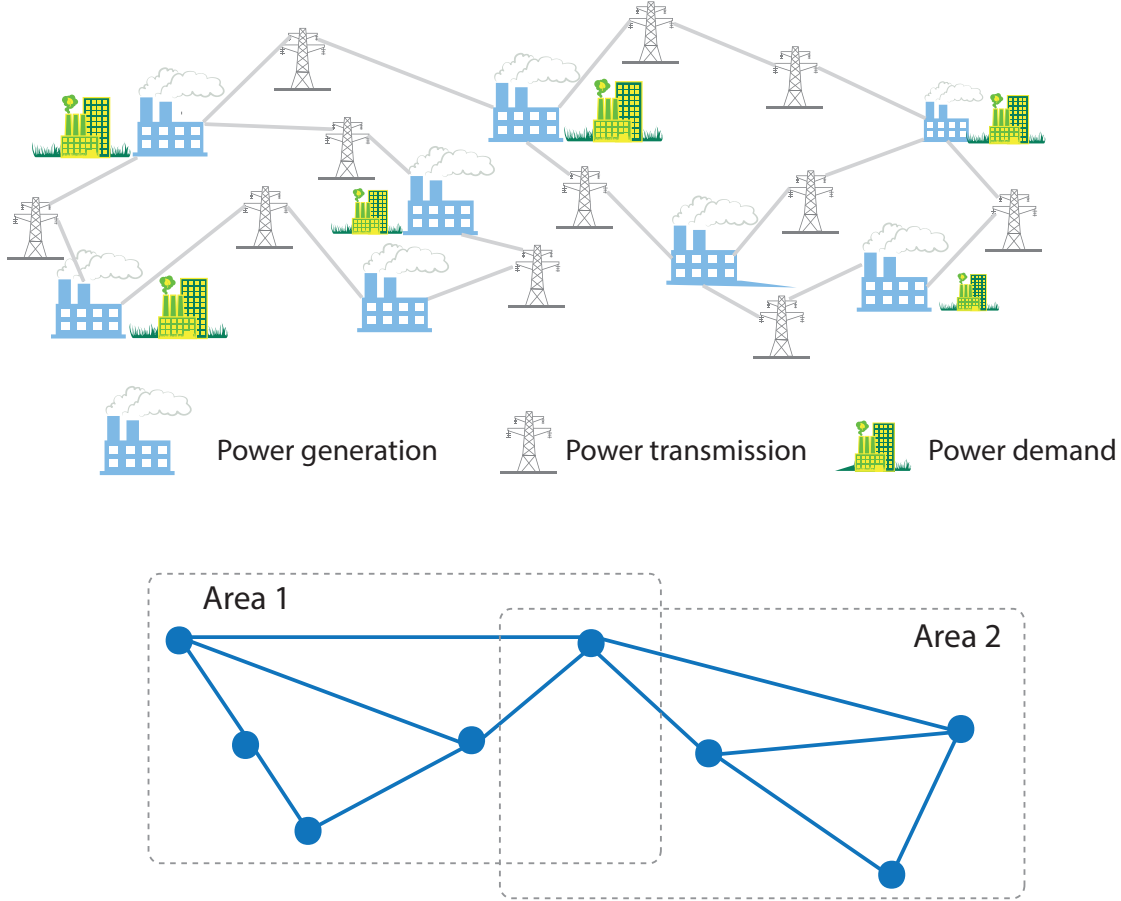 Power generation
Power transmission
Power demand
Area 1
Area 2